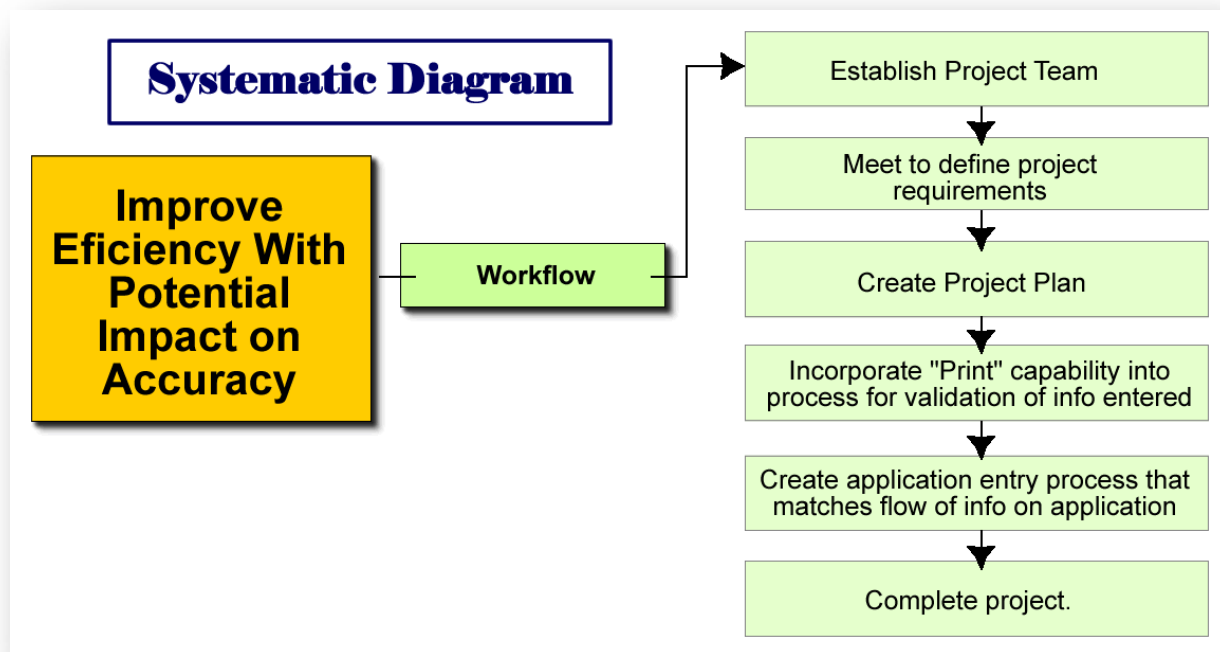 Systematic Diagram
Improve
Eficiency With
Potential
Impact on
Accuracy
Workflow
Establish Project Team
Meet to define project
requirements
Create Project Plan
Incorporate "Print" capability into
process for validation of info entered
Create application entry process that
matches flow of info on application
Complete project.